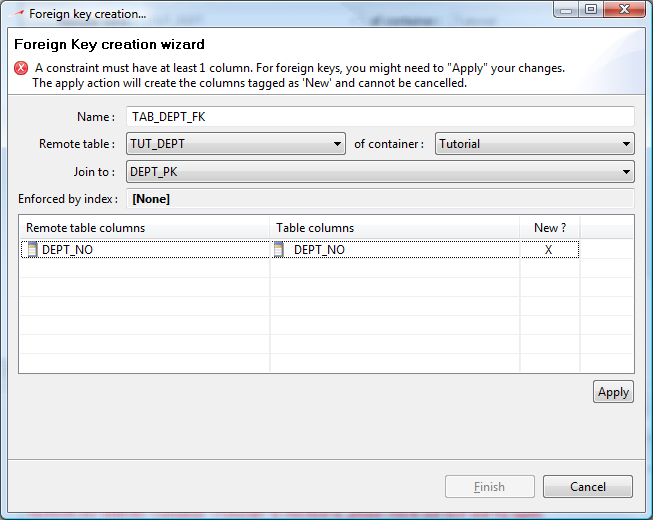 Foreign key creation...
Foreign Key creation wizard
A constraint must have at least 1 column. For foreign keys, you might need to "Apply" your changes.
The apply action will create the columns tagged as 'New' and cannot be cancelled.
Name : TAB_DEPT_FK
Remote table : TUT_DEPT of container : Tutorial
Join to : DEPT_PK
Enforced by index : [None]
Remote table columns Table columns New ?
DEPT_NO DEPT_NO X
Apply
Finish Cancel